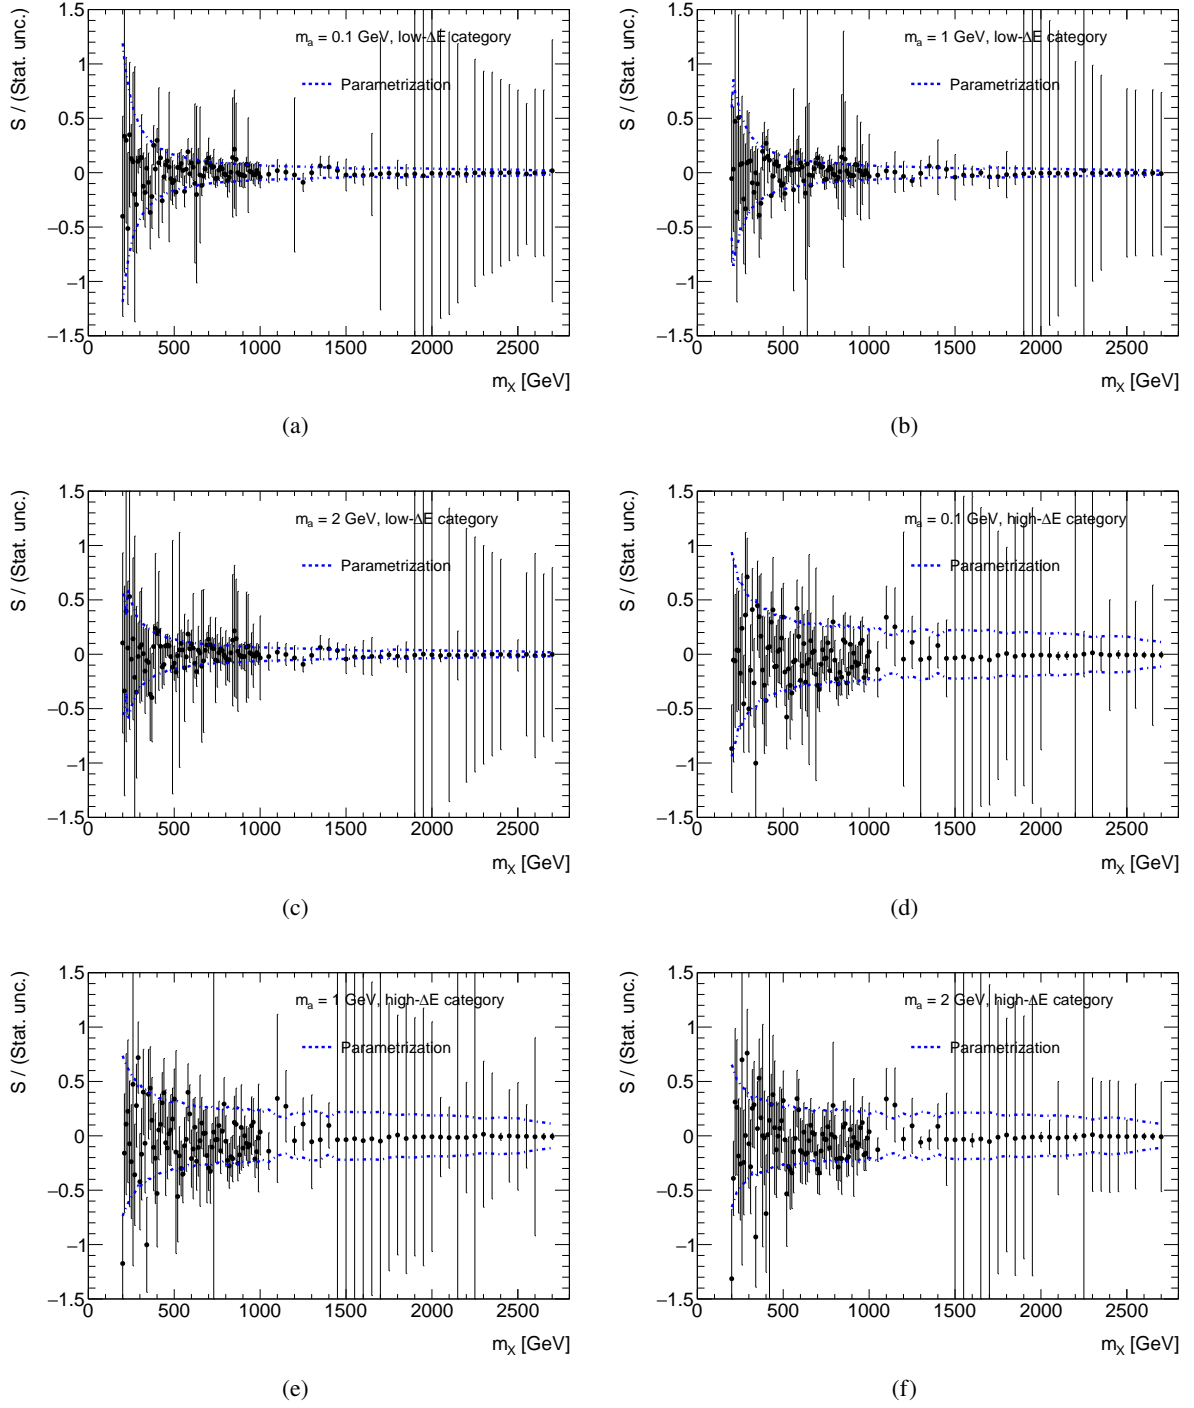 S / (Stat. unc.)
1.5
1
0.5
0
−0.5
−1
−1.5
m_a = 0.1 GeV, low-ΔE category
Parametrization
0 500 1000 1500 2000 2500
m_X [GeV]
(a)
S / (Stat. unc.)
1.5
1
0.5
0
−0.5
−1
−1.5
m_a = 1 GeV, low-ΔE category
Parametrization
0 500 1000 1500 2000 2500
m_X [GeV]
(b)
S / (Stat. unc.)
1.5
1
0.5
0
−0.5
−1
−1.5
m_a = 2 GeV, low-ΔE category
Parametrization
0 500 1000 1500 2000 2500
m_X [GeV]
(c)
S / (Stat. unc.)
1.5
1
0.5
0
−0.5
−1
−1.5
m_a = 0.1 GeV, high-ΔE category
Parametrization
0 500 1000 1500 2000 2500
m_X [GeV]
(d)
S / (Stat. unc.)
1.5
1
0.5
0
−0.5
−1
−1.5
m_a = 1 GeV, high-ΔE category
Parametrization
0 500 1000 1500 2000 2500
m_X [GeV]
(e)
S / (Stat. unc.)
1.5
1
0.5
0
−0.5
−1
−1.5
m_a = 2 GeV, high-ΔE category
Parametrization
0 500 1000 1500 2000 2500
m_X [GeV]
(f)